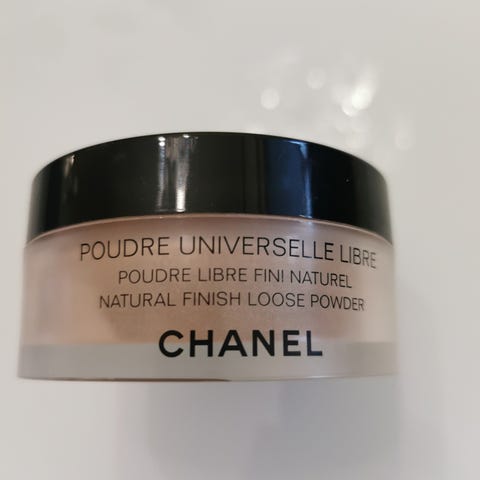 POUDRE UNIVERSELLE LIBRE
POUDRE LIBRE FINI NATUREL
NATURAL FINISH LOOSE POWDER
CHANEL